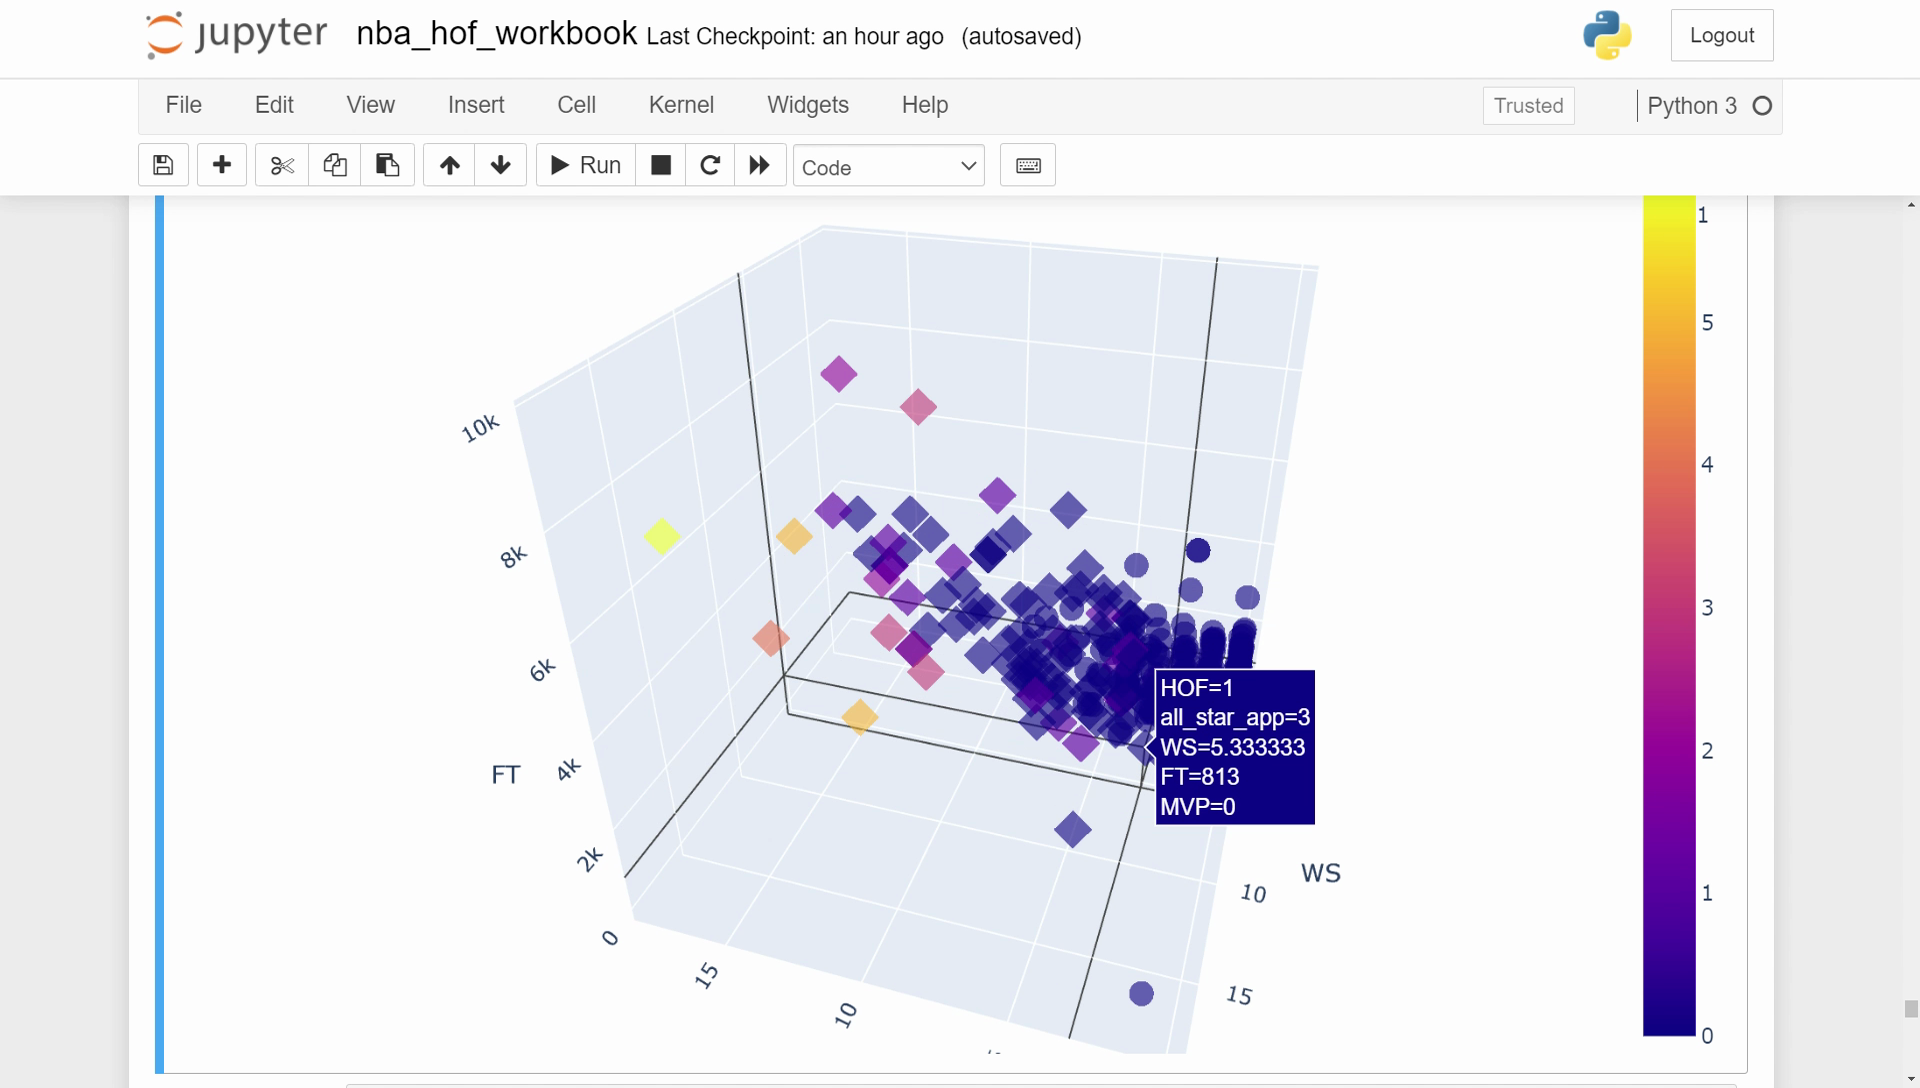 jupyter nba_hof_workbook Last Checkpoint: an hour ago (autosaved)
Logout
File Edit View Insert Cell Kernel Widgets Help
Trusted
Python 3
Run
Code
1
5
4
3
2
1
0
10k
8k
6k
4k
2k
0
FT
HOF=1
all_star_app=3
WS=5.333333
FT=813
MVP=0
WS
10
15
15
10